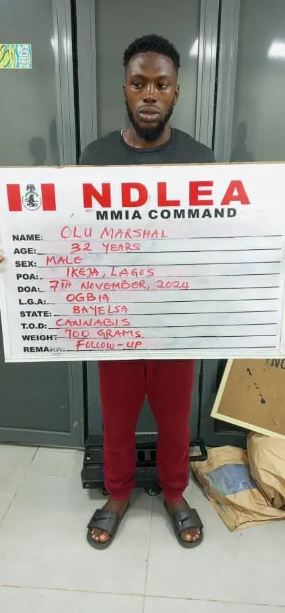 NDLEA
MMIA COMMAND
NAME: OLU MARSHAL
AGE: 32 YEARS
SEX: MALE
POA: IKEJA, LAGOS
DOA: 7TH NOVEMBER, 2024
L.G.A: OGBIA
STATE: BAYELSA
T.O.D: CANNABIS
WEIGHT: 700 GRAMS
REMARK: FOLLOW-UP